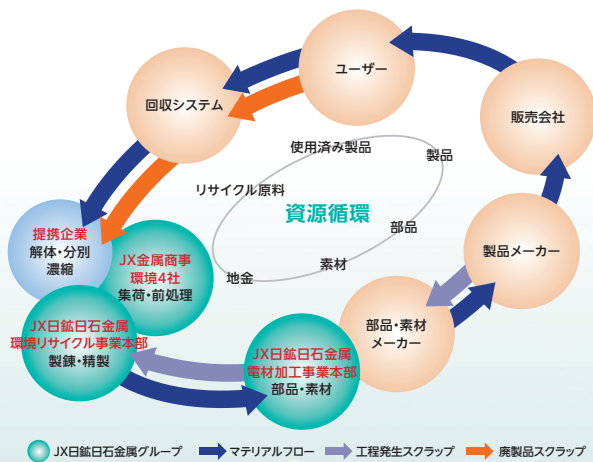 ユーザー
回収システム
販売会社
使用済み製品
製品
リサイクル原料
資源循環
部品
提携企業
解体・分別
濃縮
JX金属商事
環境4社
集荷・前処理
製品メーカー
素材
地金
部品・素材
メーカー
JX日鉱日石金属
環境リサイクル事業本部
製錬・精製
JX日鉱日石金属
電材加工事業本部
部品・素材
JX日鉱日石金属グループ
マテリアルフロー
工程発生スクラップ
廃製品スクラップ